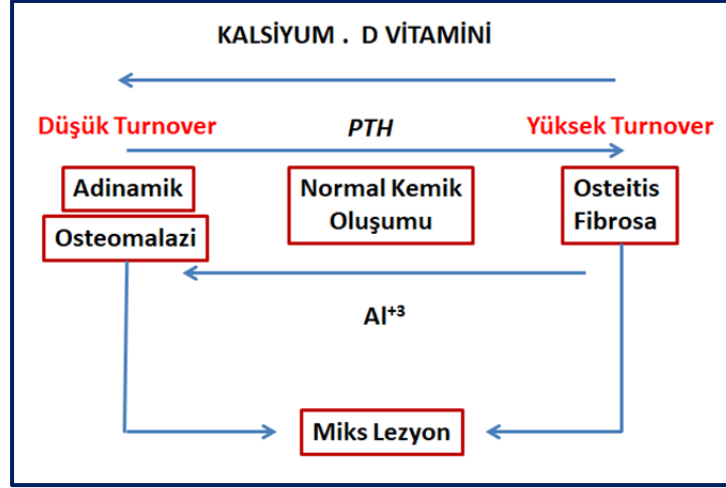 KALSİYUM . D VİTAMİNİ
Düşük Turnover
PTH
Yüksek Turnover
Adinamik
Osteomalazi
Normal Kemik
Oluşumu
Osteitis
Fibrosa
Al⁺³
Miks Lezyon